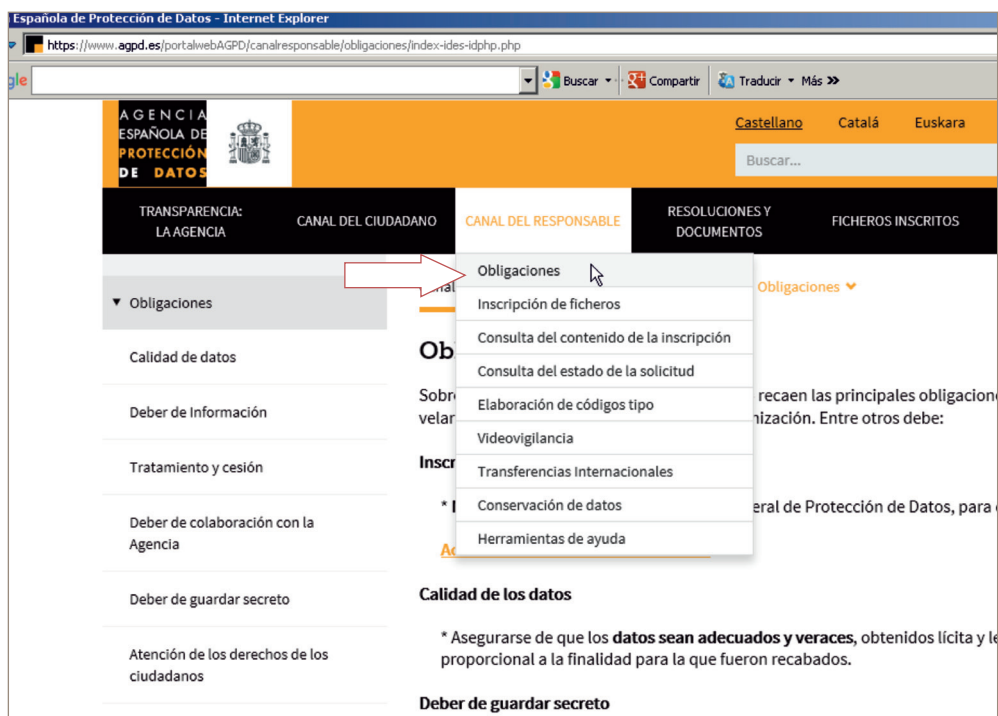 Española de Protección de Datos - Internet Explorer
https://www.agpd.es/portalwebAGPD/canalresponsable/obligaciones/index-ides-idphp.php
gle
Buscar
Compartir
Traducir
Más
AGENCIA
ESPAÑOLA DE
PROTECCIÓN
DE DATOS
Castellano Catalá Euskara
Buscar...
TRANSPARENCIA:
LA AGENCIA
CANAL DEL CIUDADANO
CANAL DEL RESPONSABLE
RESOLUCIONES Y
DOCUMENTOS
FICHEROS INSCRITOS
Obligaciones
Calidad de datos
Deber de Información
Tratamiento y cesión
Deber de colaboración con la
Agencia
Deber de guardar secreto
Atención de los derechos de los
ciudadanos
Obligaciones
Inscripción de ficheros
Consulta del contenido de la inscripción
Consulta del estado de la solicitud
Elaboración de códigos tipo
Videovigilancia
Transferencias Internacionales
Conservación de datos
Herramientas de ayuda
Obligaciones
Ob
Sobr recaen las principales obligacione
velar nización. Entre otros debe:
Inscr
* eral de Protección de Datos, para
Calidad de los datos
* Asegurarse de que los datos sean adecuados y veraces, obtenidos lícita y le
proporcional a la finalidad para la que fueron recabados.
Deber de guardar secreto